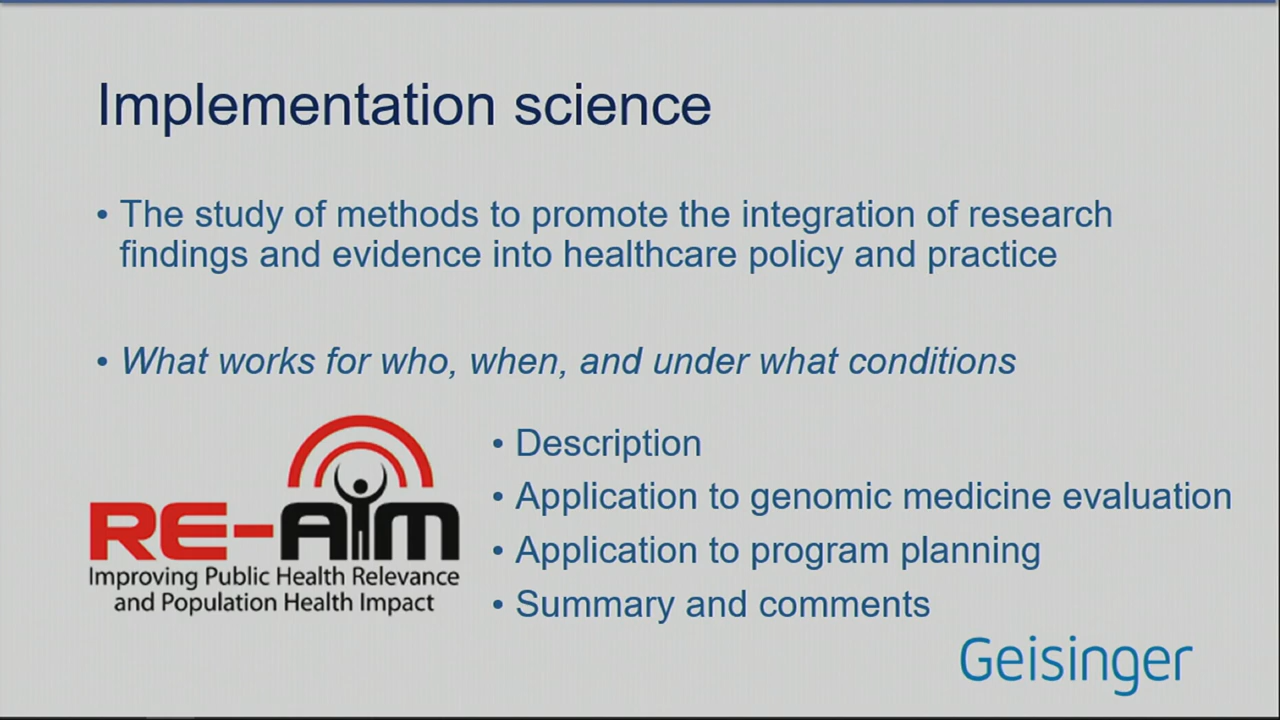 Implementation science
• The study of methods to promote the integration of research
findings and evidence into healthcare policy and practice
• What works for who, when, and under what conditions
RE-AIM
Improving Public Health Relevance
and Population Health Impact
• Description
• Application to genomic medicine evaluation
• Application to program planning
• Summary and comments
Geisinger